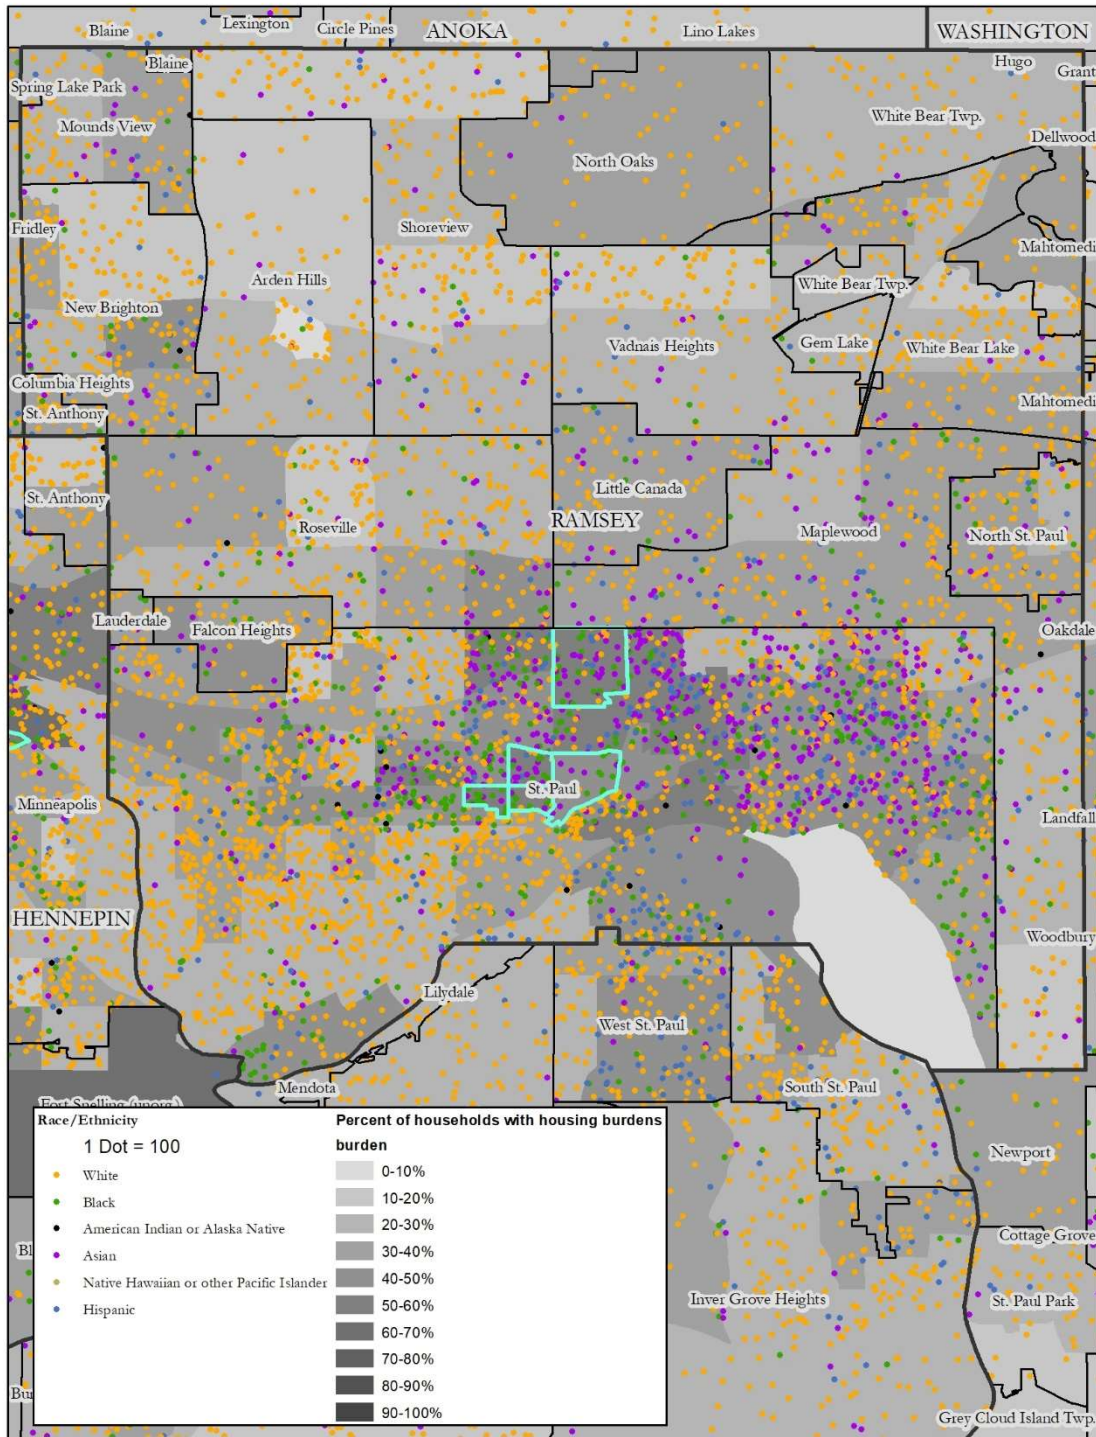 Blaine
Lexington
Circle Pines
ANOKA
Lino Lakes
WASHINGTON
Blaine
Hugo
Grant
Spring Lake Park
Mounds View
White Bear Twp.
Dellwood
North Oaks
Fridley
Shoreview
Mahtomedi
Arden Hills
White Bear Twp.
New Brighton
Vadnais Heights
Gem Lake
White Bear Lake
Columbia Heights
Mahtomedi
St. Anthony
St. Anthony
Little Canada
Roseville
RAMSEY
Maplewood
North St. Paul
Lauderdale
Falcon Heights
Oakdale
St. Paul
Minneapolis
Landfall
HENNEPIN
Woodbury
Lilydale
West St. Paul
Mendota
South St. Paul
Fort Snelling (unorg.)
Newport
Cottage Grove
Bl
Inver Grove Heights
St. Paul Park
Bu
Grey Cloud Island Twp.
Race/Ethnicity
1 Dot = 100
White
Black
American Indian or Alaska Native
Asian
Native Hawaiian or other Pacific Islander
Hispanic
Percent of households with housing burdens
burden
0-10%
10-20%
20-30%
30-40%
40-50%
50-60%
60-70%
70-80%
80-90%
90-100%